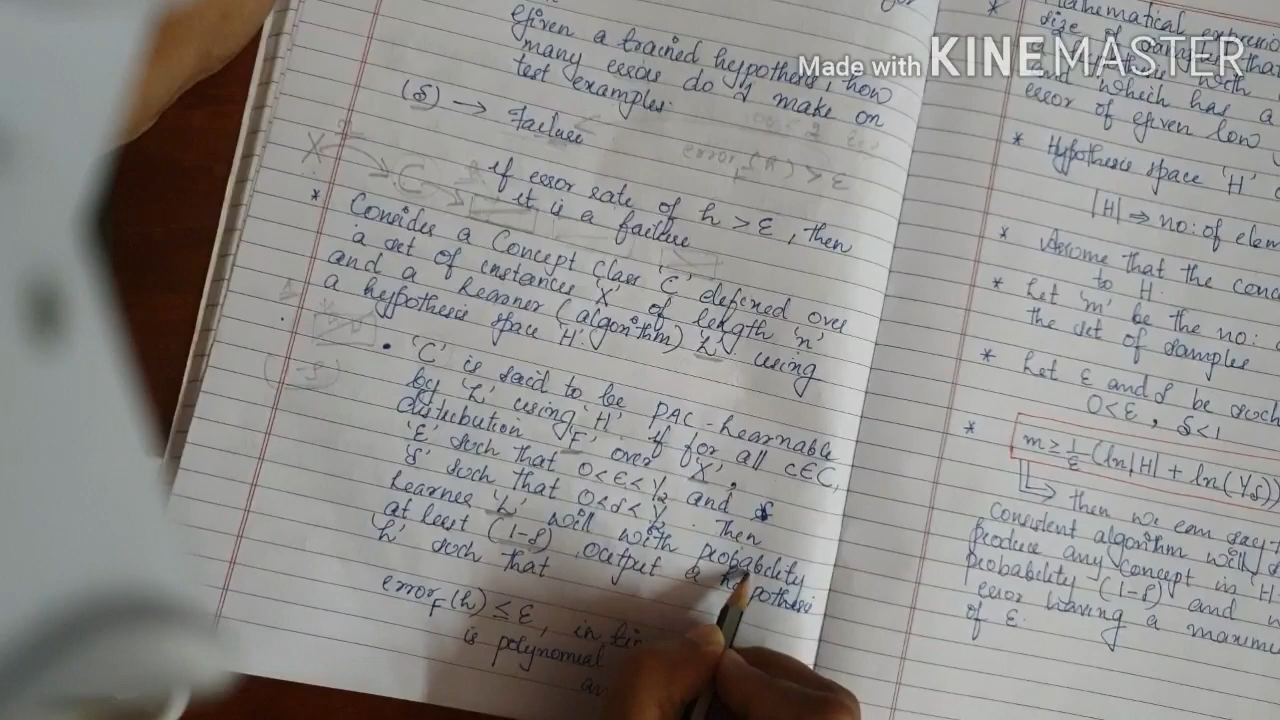 Given a trained hypothesis, how
many errors do I make on
test examples.
(δ) → Failure
If error rate of h > ε, then
it is a failure
* Consider a Concept class 'C' defined over
a set of instances 'X' of length 'n'
and a Learner (algorithm) 'L' using
a hypothesis space 'H'.
• 'C' is said to be PAC-Learnable
by 'L' using 'H' if for all c∈C,
distribution 'F' over 'X',
'ε' such that 0<ε<1/2 and
'δ' such that 0<δ<1/2. Then
Learner 'L' will with probability
at least (1-δ) output a hypothesis
'h' such that
error_F(h) ≤ ε, in
is polynomial
Made with KINEMASTER
* Mathematical
size of
which has a
error of given low
* Hypothesis space 'H'
|H| ⇒ no: of
* Assume that the
to H.
* Let 'm' be the no:
the set of samples
* Let ε and δ be such
0<ε, δ<1
* m ≥ 1/ε (ln|H| + ln(1/δ))
↳ then we can say
consistent algorithm will
produce any concept in H
probability (1-δ) and
error having a
of ε.